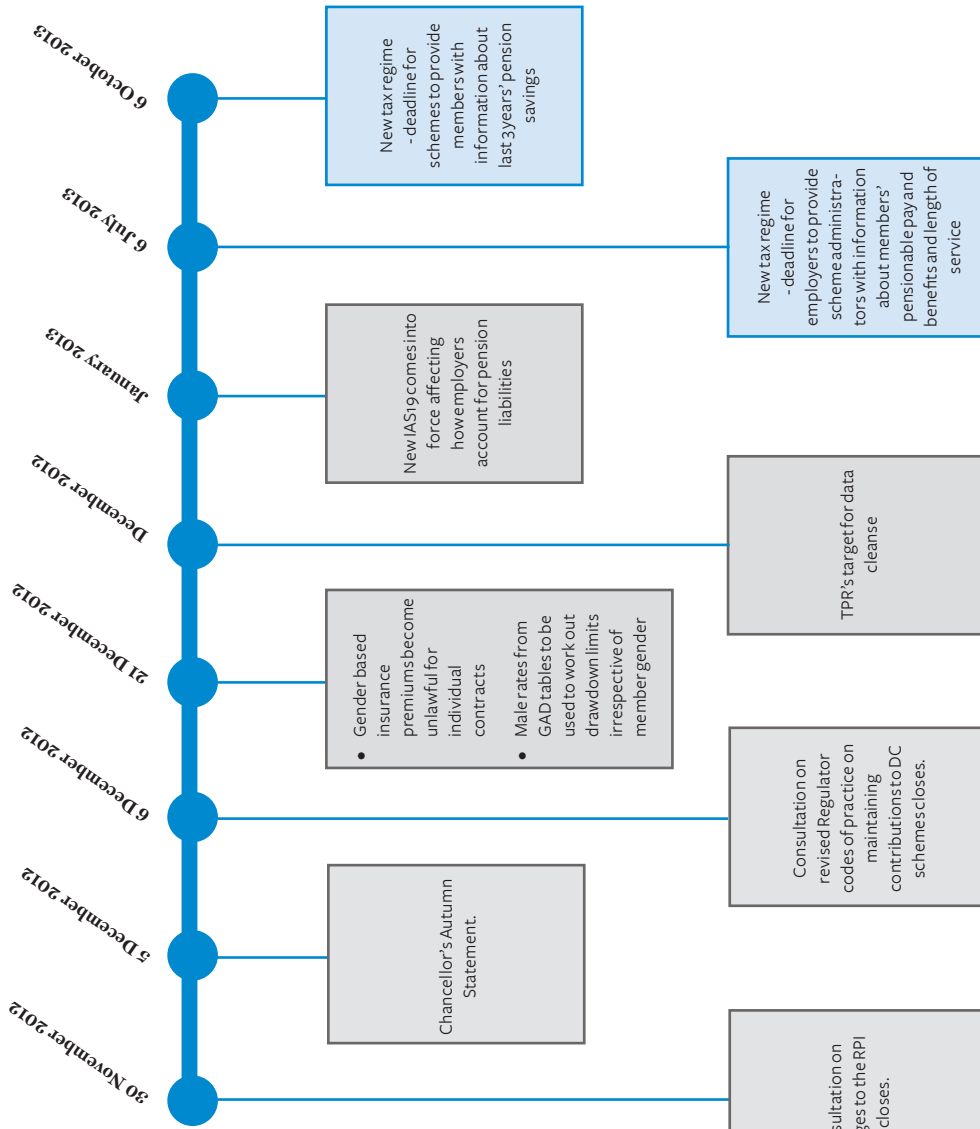 30 November 2012
sultation on
ges to the RPI
closes.
5 December 2012
Chancellor's Autumn
Statement.
6 December 2012
Consultation on
revised Regulator
codes of practice on
maintaining
contributions to DC
schemes closes.
21 December 2012
• Gender based
insurance
premiums become
unlawful for
individual
contracts
• Male rates from
GAD tables to be
used to work out
drawdown limits
irrespective of
member gender
December 2012
TPR's target for data
cleanse
January 2013
New IAS19 comes into
force affecting
how employers
account for pension
liabilities
6 July 2013
New tax regime
- deadline for
employers to provide
scheme administra-
tors with information
about members'
pensionable pay and
benefits and length of
service
6 October 2013
New tax regime
- deadline for
schemes to provide
members with
information about
last 3 years' pension
savings